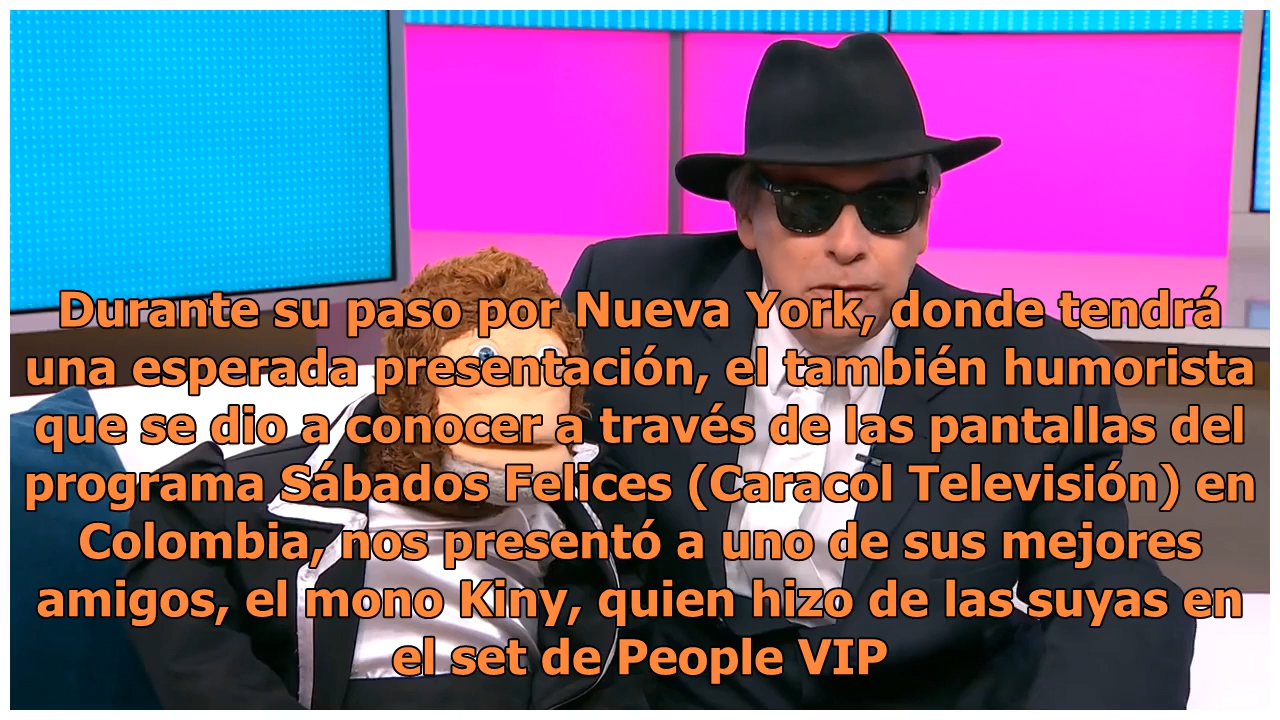 Durante su paso por Nueva York, donde tendrá
una esperada presentación, el también humorista
que se dio a conocer a través de las pantallas del
programa Sábados Felices (Caracol Televisión) en
Colombia, nos presentó a uno de sus mejores
amigos, el mono Kiny, quien hizo de las suyas en
el set de People VIP